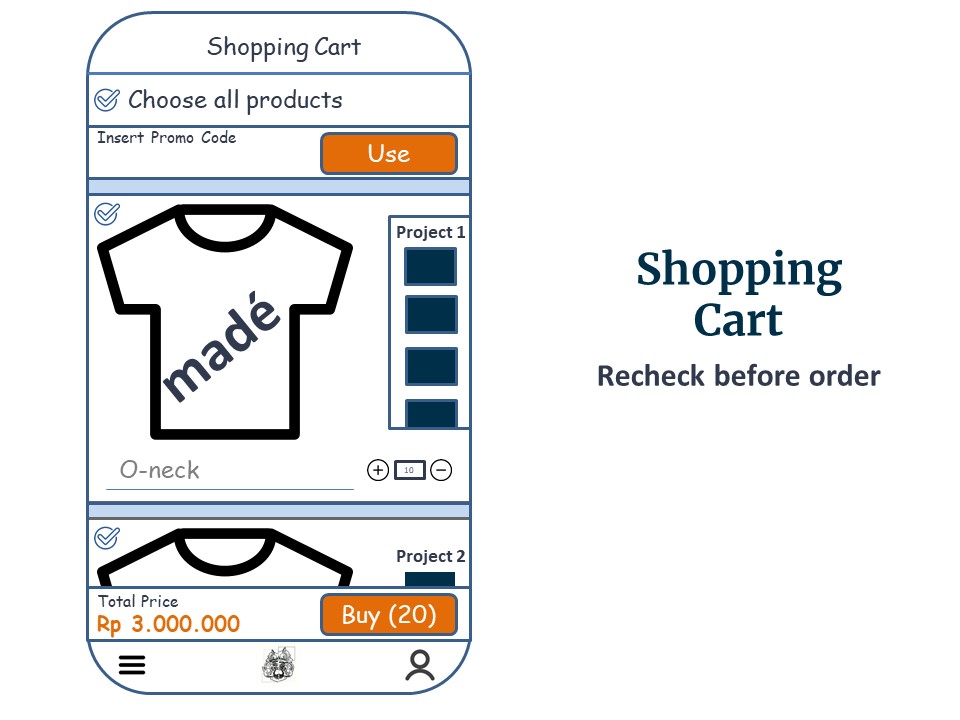 Shopping Cart
Choose all products
Insert Promo Code
Use
Project 1
madé
O-neck
10
Project 2
Total Price
Rp 3.000.000
Buy (20)
Shopping
Cart
Recheck before order